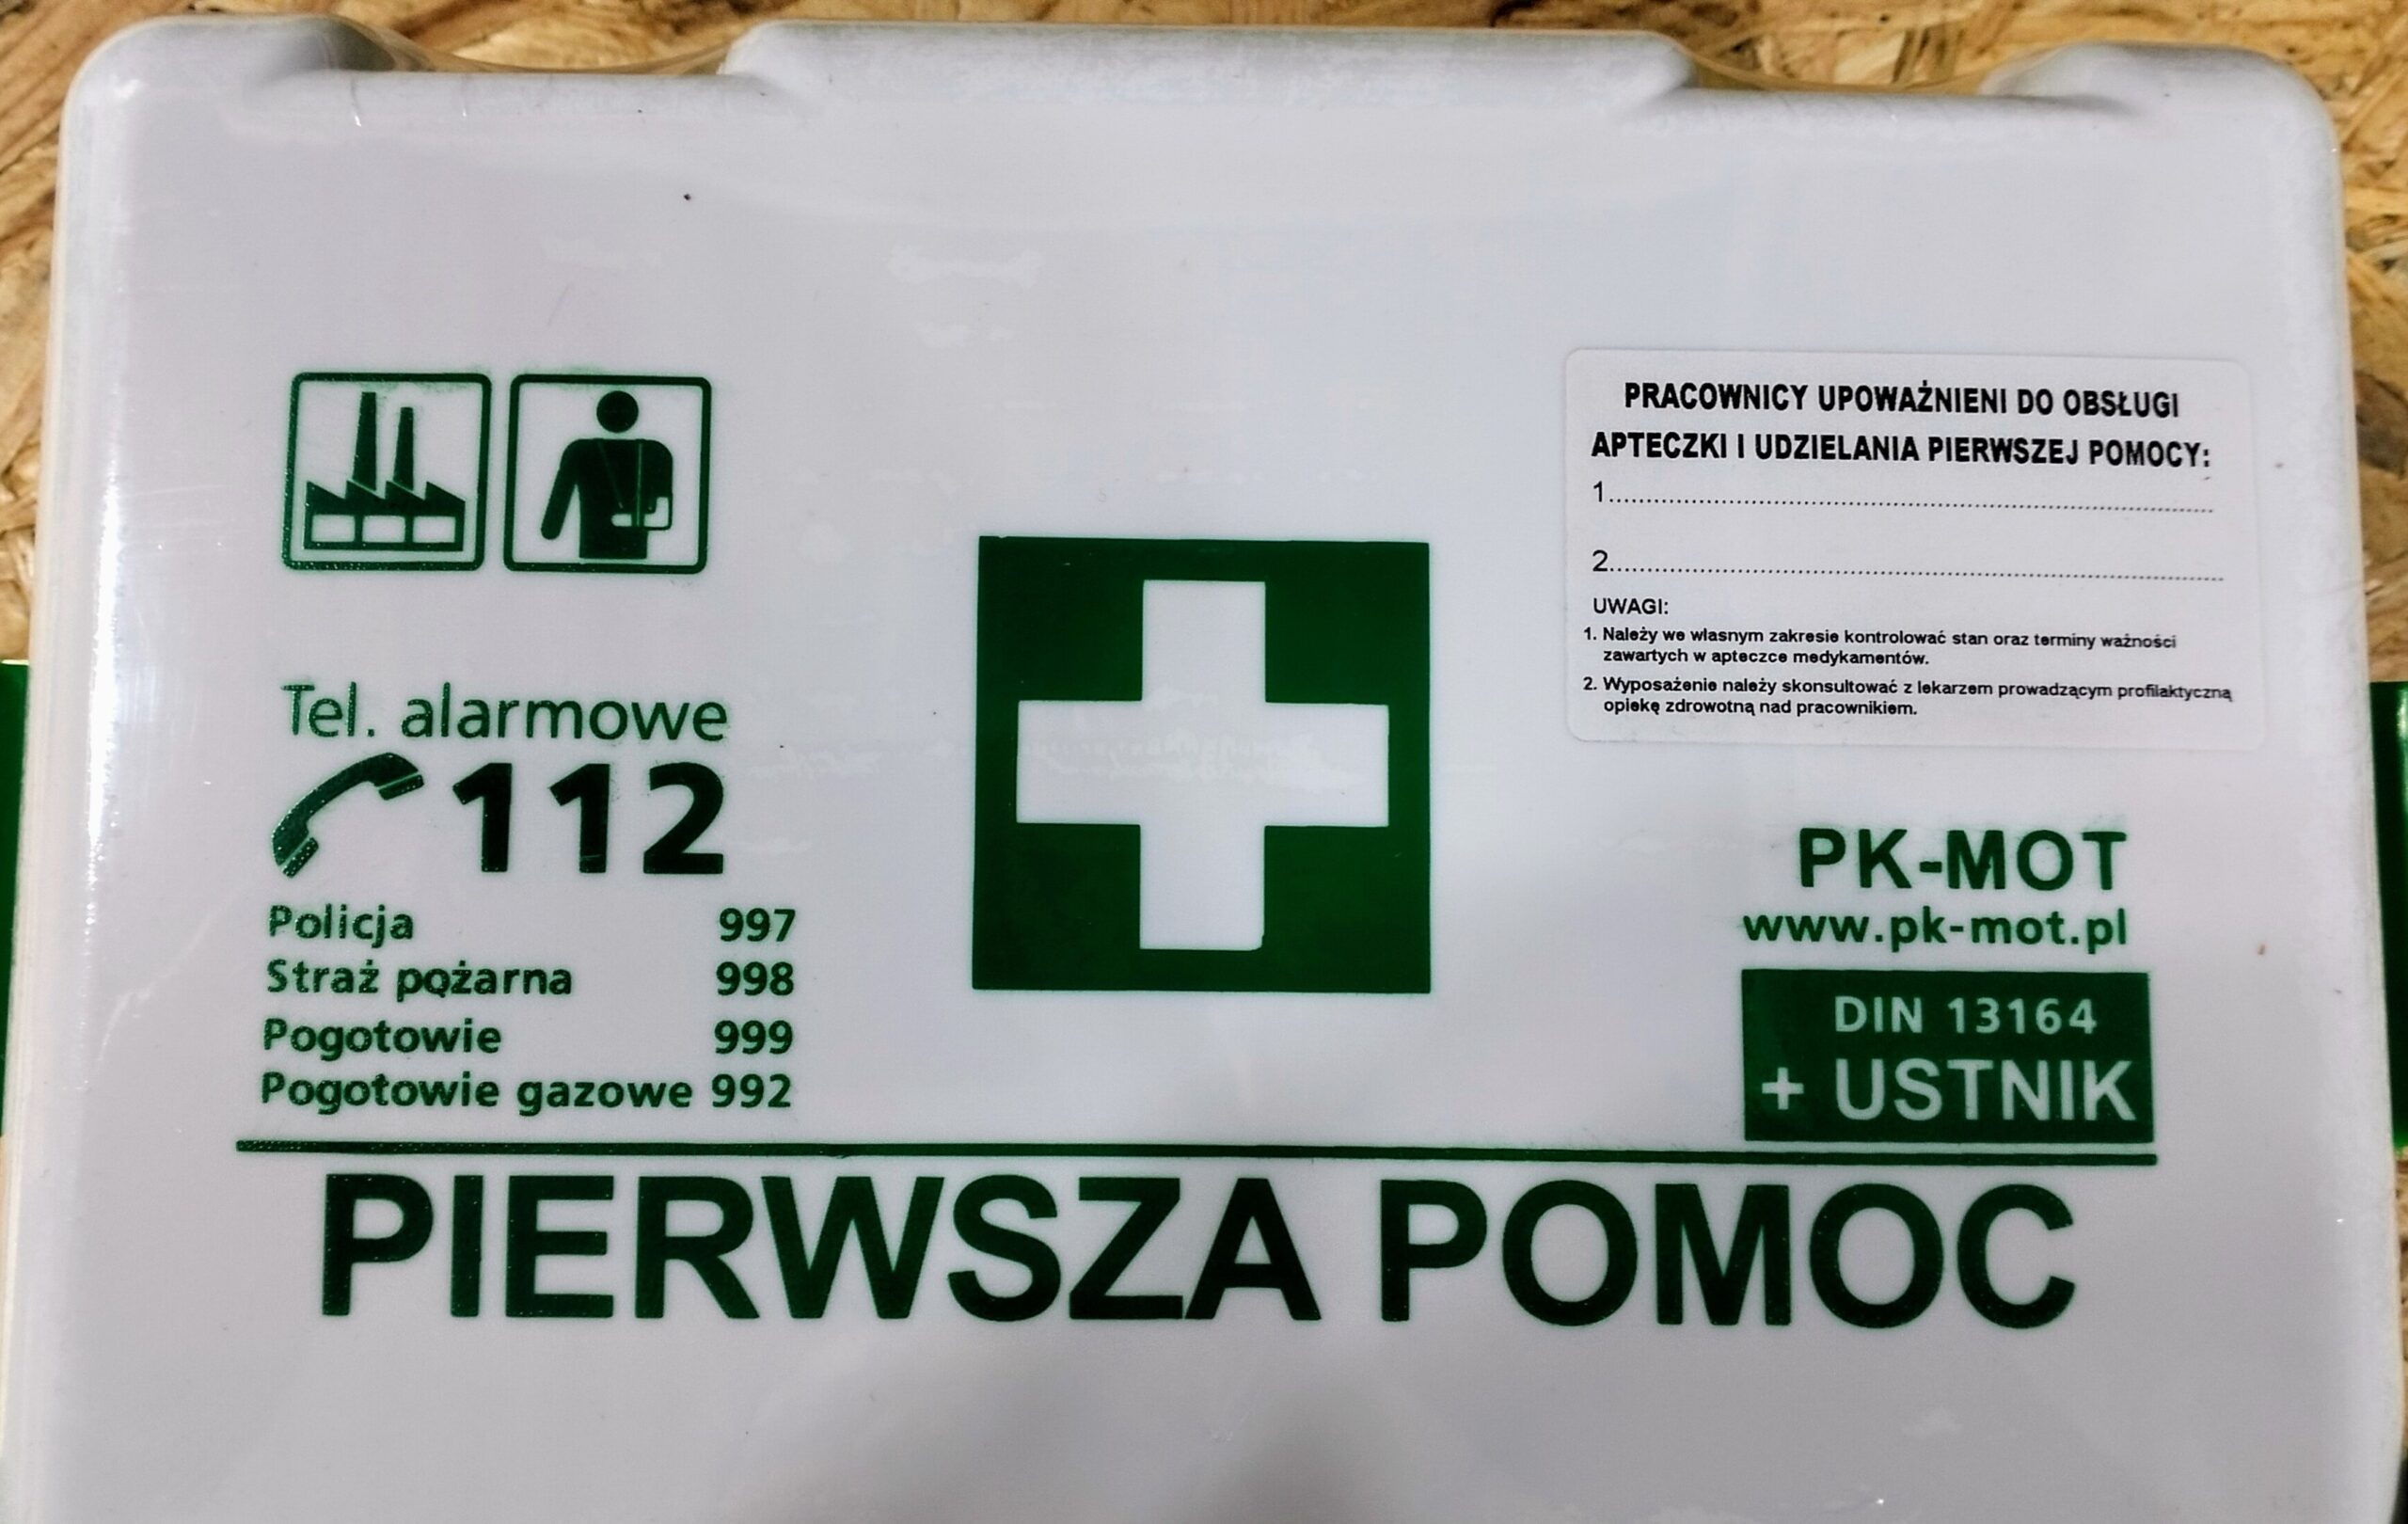 PRACOWNICY UPOWAŻNIENI DO OBSŁUGI
APTECZKI I UDZIELANIA PIERWSZEJ POMOCY:
1..........................................................................
2..........................................................................
UWAGI:
1. Należy we własnym zakresie kontrolować stan oraz terminy ważności
zawartych w apteczce medykamentów.
2. Wyposażenie należy skonsultować z lekarzem prowadzącym profilaktyczną
opiekę zdrowotną nad pracownikiem.
Tel. alarmowe
112
Policja 997
Straż pożarna 998
Pogotowie 999
Pogotowie gazowe 992
PK-MOT
www.pk-mot.pl
DIN 13164
+ USTNIK
PIERWSZA POMOC